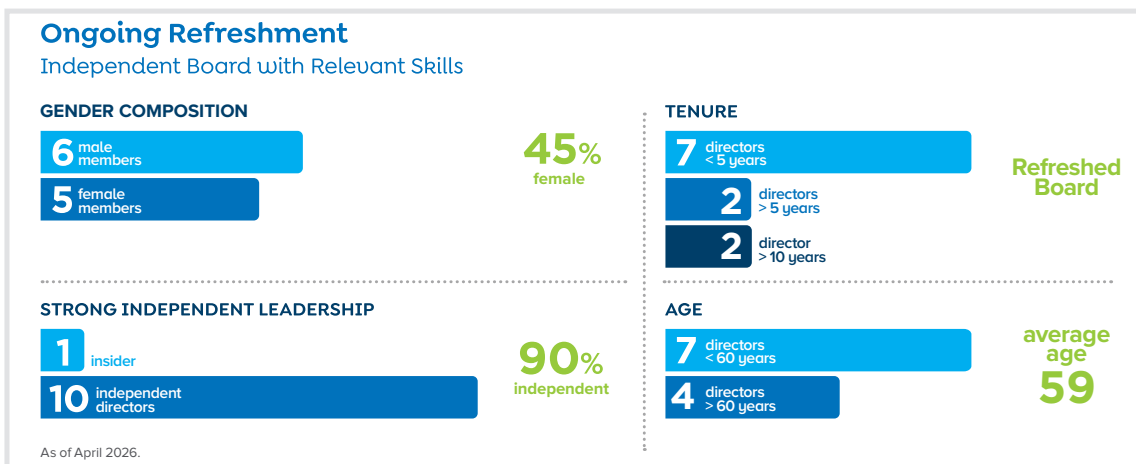 Ongoing Refreshment
Independent Board with Relevant Skills
GENDER COMPOSITION
6 male
members
5 female
members
45%
female
TENURE
7 directors
< 5 years
2 directors
> 5 years
2 director
> 10 years
Refreshed
Board
STRONG INDEPENDENT LEADERSHIP
1 insider
10 independent
directors
90%
independent
AGE
7 directors
< 60 years
4 directors
> 60 years
average
age
59
As of April 2026.